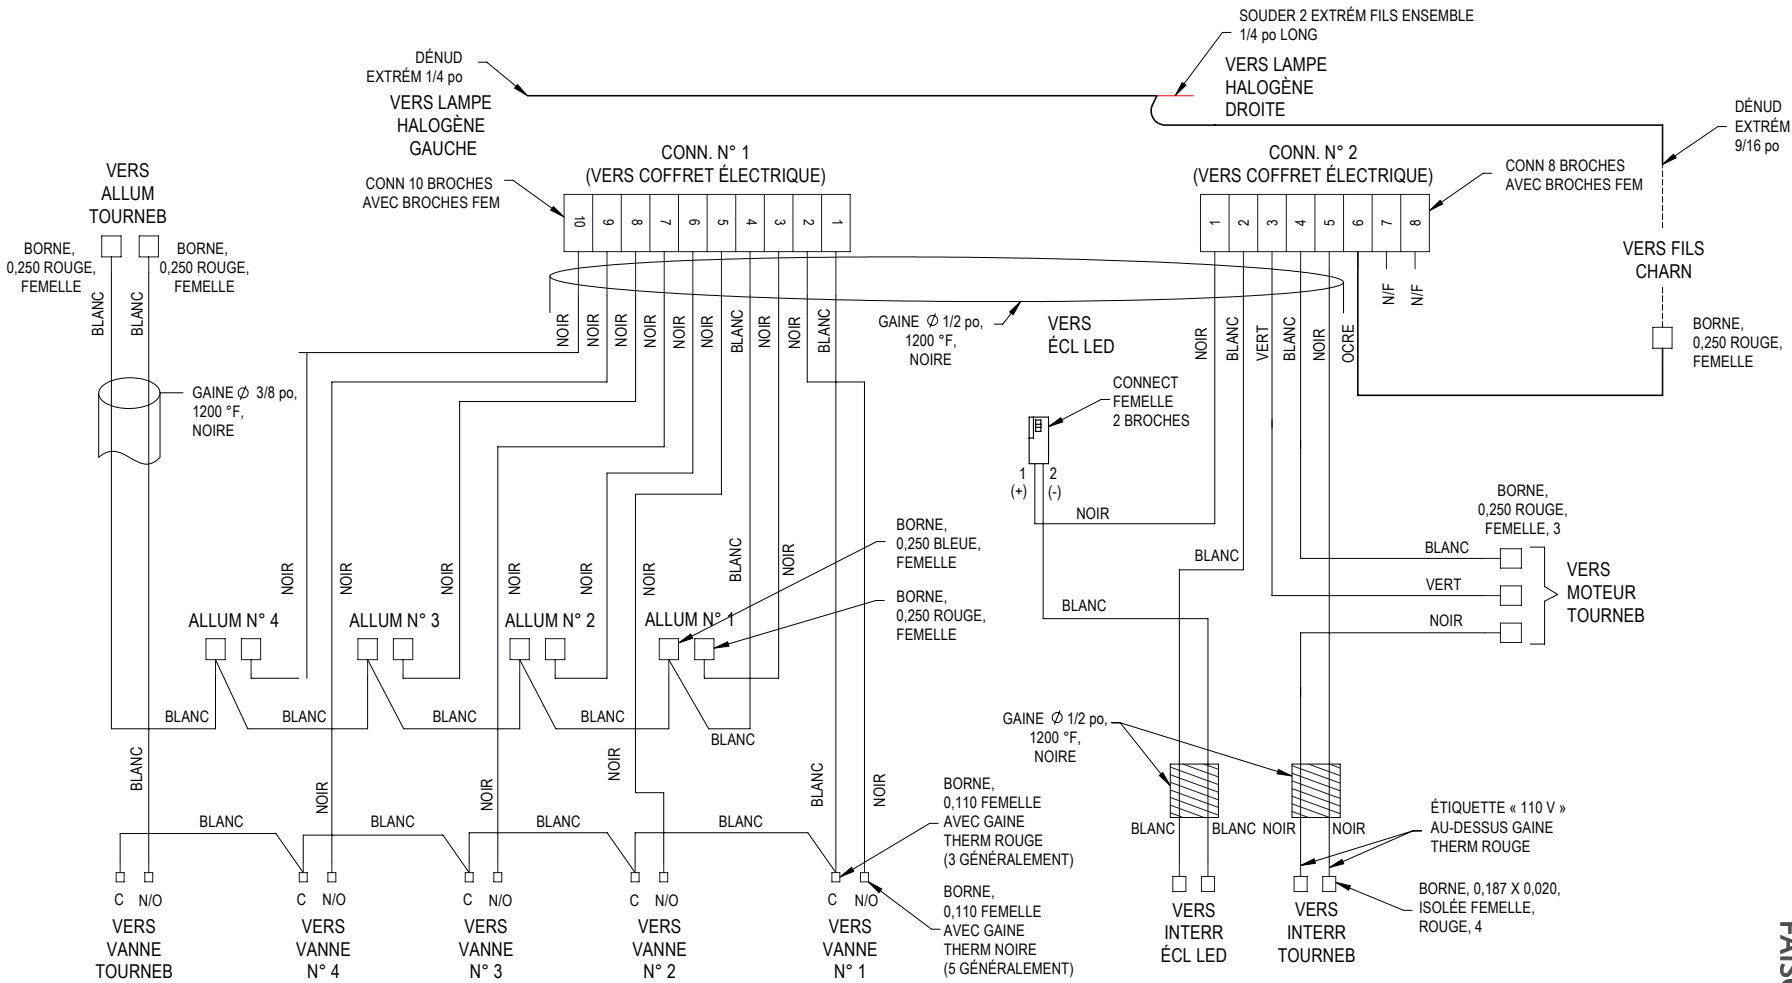 SOUDER 2 EXTRÉM FILS ENSEMBLE
1/4 po LONG
DÉNUD
EXTRÉM 1/4 po
VERS LAMPE
HALOGÈNE
GAUCHE
VERS LAMPE
HALOGÈNE
DROITE
DÉNUD
EXTRÉM
9/16 po
CONN. N° 1
(VERS COFFRET ÉLECTRIQUE)
CONN. N° 2
(VERS COFFRET ÉLECTRIQUE)
CONN 10 BROCHES
AVEC BROCHES FEM
CONN 8 BROCHES
AVEC BROCHES FEM
VERS
ALLUM
TOURNEB
10 9 8 7 6 5 4 3 2 1
1 2 3 4 5 6 7 8
BORNE,
0,250 ROUGE,
FEMELLE
BORNE,
0,250 ROUGE,
FEMELLE
VERS FILS
CHARN
BLANC
BLANC
N/F
N/F
NOIR
NOIR
NOIR
NOIR
NOIR
NOIR
BLANC
NOIR
NOIR
BLANC
GAINE Ø 1/2 po,
1200 °F,
NOIRE
VERS
ÉCL LED
NOIR
BLANC
VERT
BLANC
NOIR
OCRE
BORNE,
0,250 ROUGE,
FEMELLE
GAINE Ø 3/8 po,
1200 °F,
NOIRE
CONNECT
FEMELLE
2 BROCHES
1
(+)
2
(-)
NOIR
BORNE,
0,250 ROUGE,
FEMELLE, 3
BORNE,
0,250 BLEUE,
FEMELLE
BORNE,
0,250 ROUGE,
FEMELLE
NOIR
NOIR
NOIR
NOIR
NOIR
NOIR
BLANC
NOIR
BLANC
BLANC
BLANC
VERT
NOIR
VERS
MOTEUR
TOURNEB
ALLUM N° 4
ALLUM N° 3
ALLUM N° 2
ALLUM N° 1
BLANC
BLANC
BLANC
BLANC
BLANC
GAINE Ø 1/2 po,
1200 °F,
NOIRE
BLANC
NOIR
NOIR
NOIR
BLANC
NOIR
BLANC
BLANC
BLANC
BLANC
BORNE,
0,110 FEMELLE
AVEC GAINE
THERM ROUGE
(3 GÉNÉRALEMENT)
BORNE,
0,110 FEMELLE
AVEC GAINE
THERM NOIRE
(5 GÉNÉRALEMENT)
BLANC
BLANC
NOIR
NOIR
ÉTIQUETTE « 110 V »
AU-DESSUS GAINE
THERM ROUGE
BORNE, 0,187 X 0,020,
ISOLÉE FEMELLE,
ROUGE, 4
C N/O
C N/O
C N/O
C N/O
C N/O
VERS
VANNE
TOURNEB
VERS
VANNE
N° 4
VERS
VANNE
N° 3
VERS
VANNE
N° 2
VERS
VANNE
N° 1
VERS
INTERR
ÉCL LED
VERS
INTERR
TOURNEB